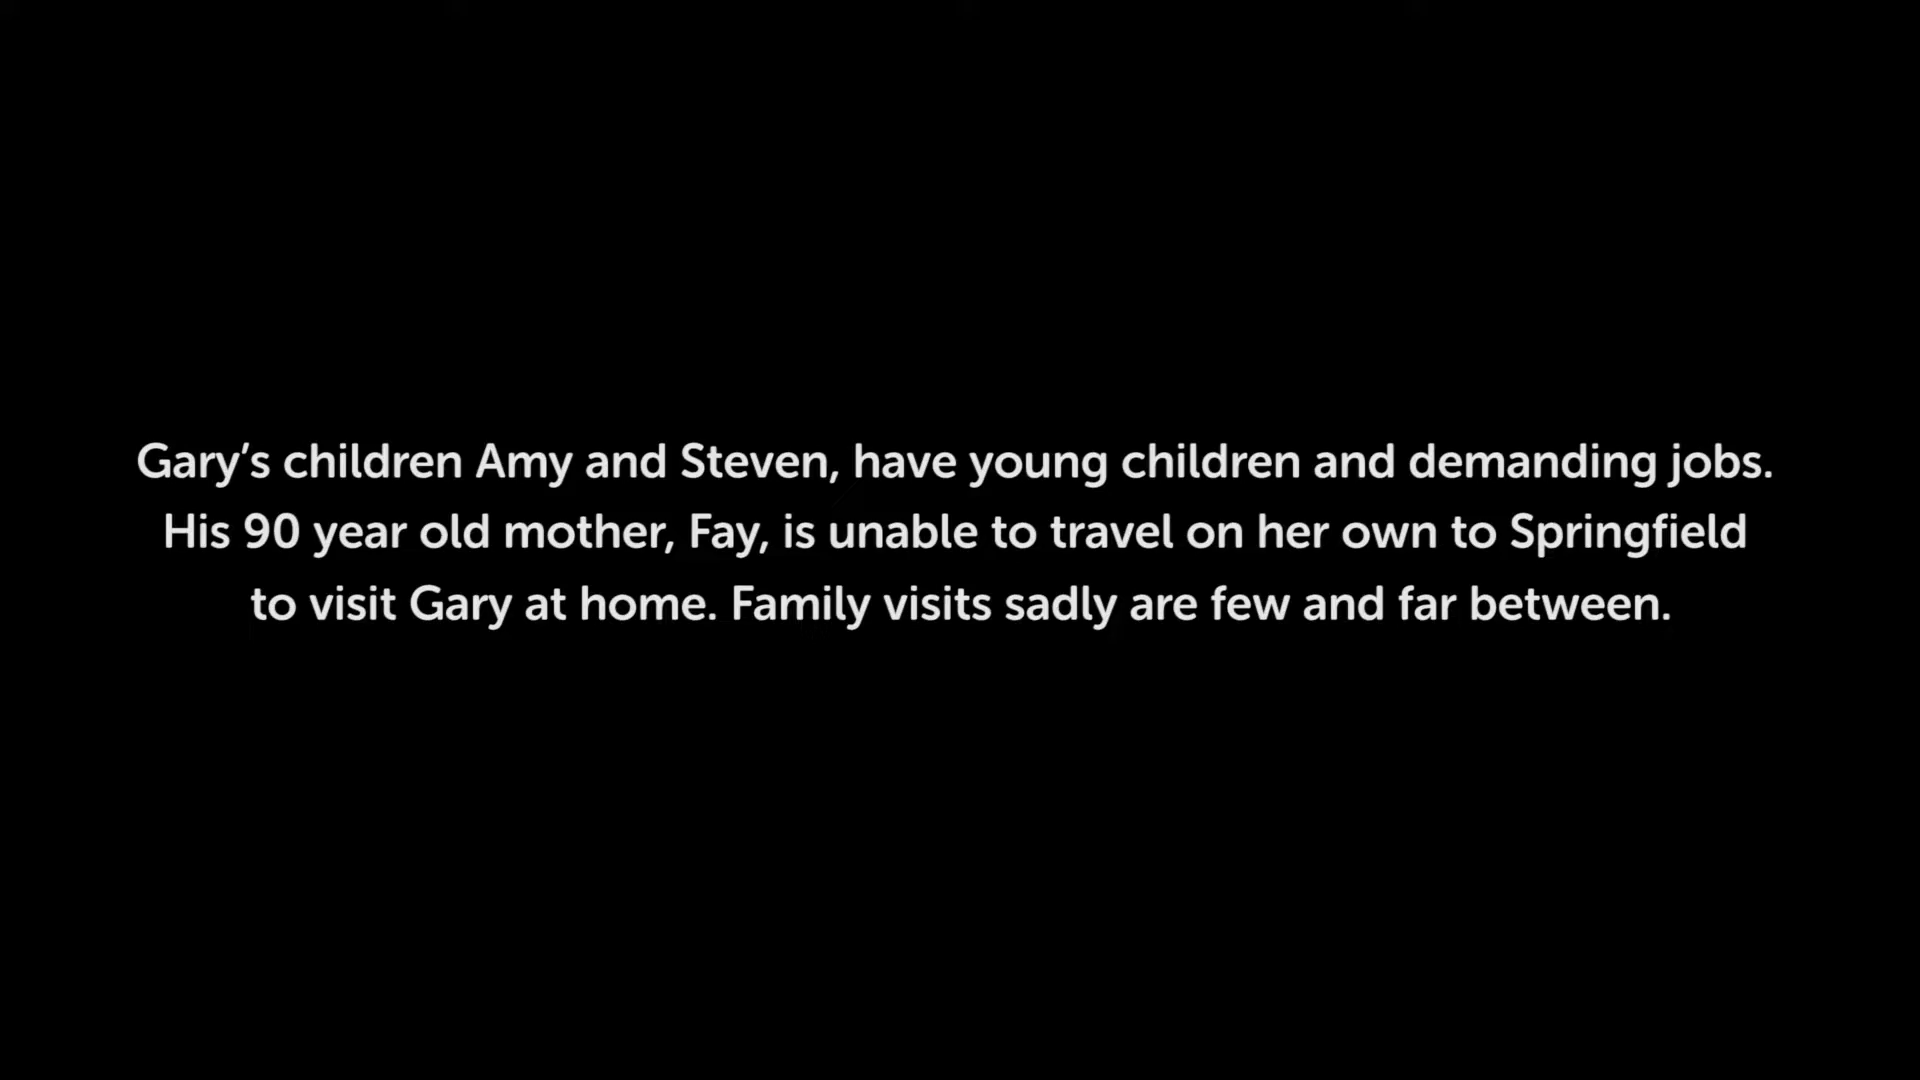 Gary’s children Amy and Steven, have young children and demanding jobs.
His 90 year old mother, Fay, is unable to travel on her own to Springfield
to visit Gary at home. Family visits sadly are few and far between.